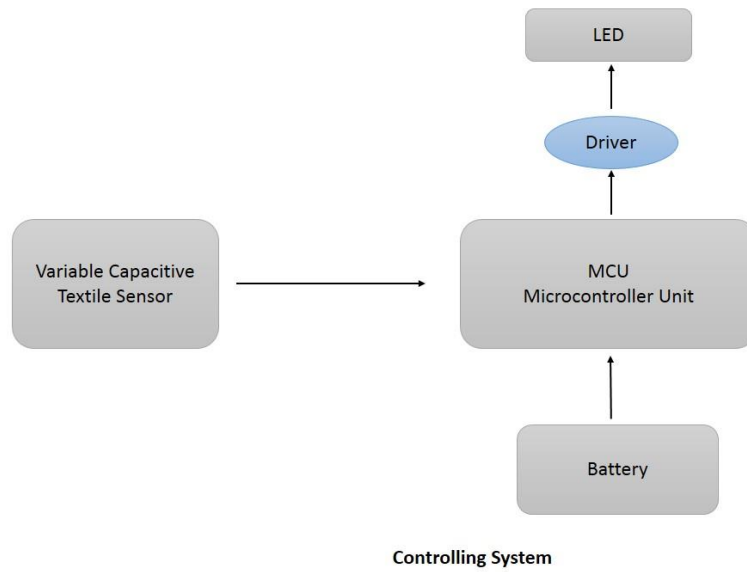 LED
Driver
Variable Capacitive
Textile Sensor
MCU
Microcontroller Unit
Battery
Controlling System